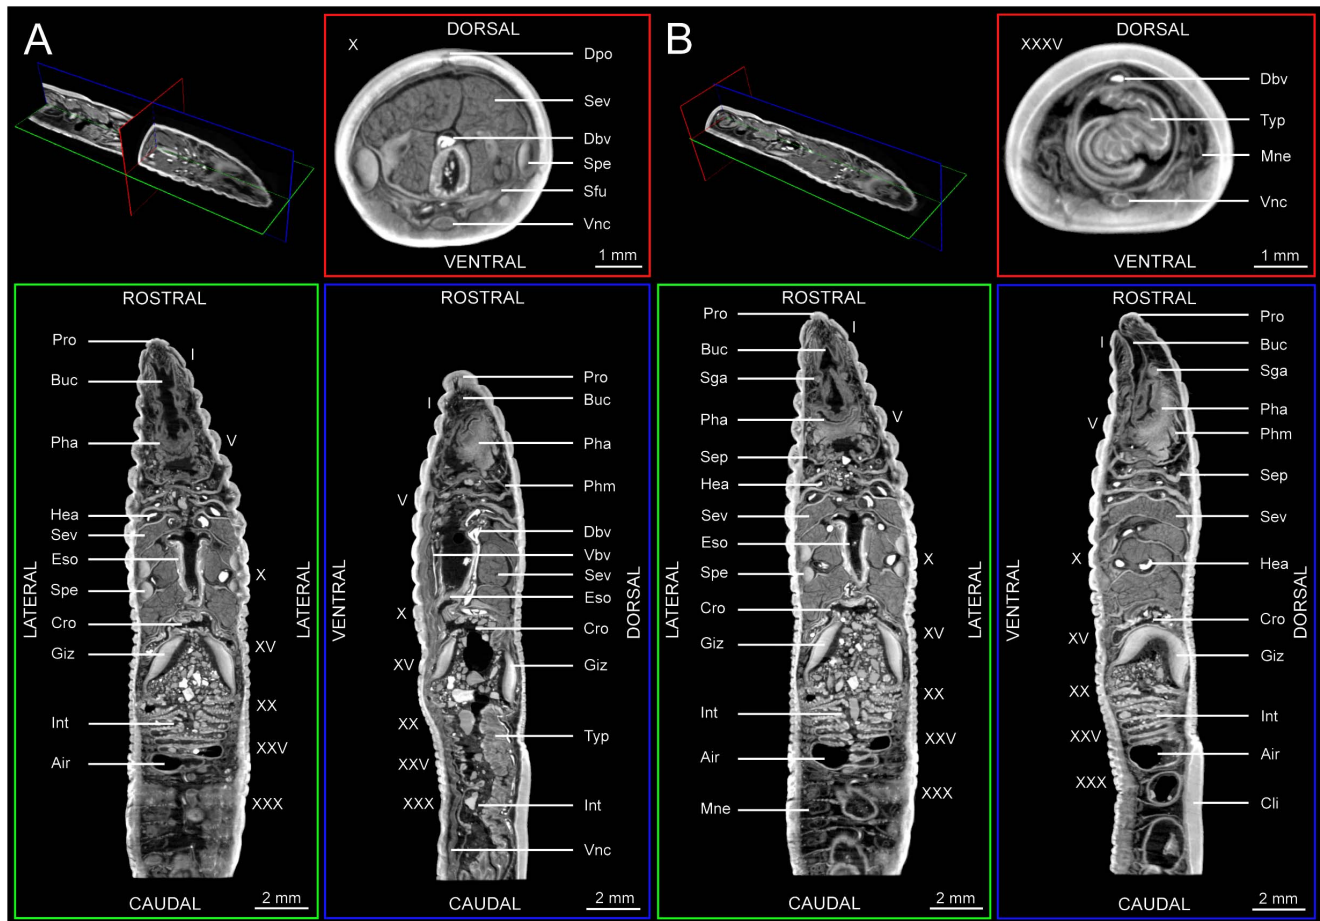 A
X
DORSAL
Dpo
Sev
Dbv
Spe
Sfu
Vnc
VENTRAL
1 mm
B
XXXV
DORSAL
Dbv
Typ
Mne
Vnc
VENTRAL
1 mm
ROSTRAL
Pro
I
Buc
Pha
V
Hea
Sev
Eso
X
Spe
LATERAL
LATERAL
Cro
XV
Giz
XX
Int
XXV
Air
XXX
CAUDAL
2 mm
ROSTRAL
Pro
I
Buc
Pha
Phm
V
Dbv
Vbv
Sev
Eso
VENTRAL
DORSAL
X
Cro
XV
Giz
XX
Typ
XXV
XXX
Int
Vnc
CAUDAL
2 mm
ROSTRAL
Pro
I
Buc
Sga
Pha
V
Sep
Hea
Sev
Eso
Spe
X
LATERAL
LATERAL
Cro
XV
Giz
XX
Int
XXV
Air
XXX
Mne
CAUDAL
2 mm
ROSTRAL
Pro
I
Buc
Sga
Pha
V
Phm
Sep
Sev
X
Hea
VENTRAL
DORSAL
Cro
XV
Giz
XX
Int
XXV
Air
XXX
Cli
CAUDAL
2 mm